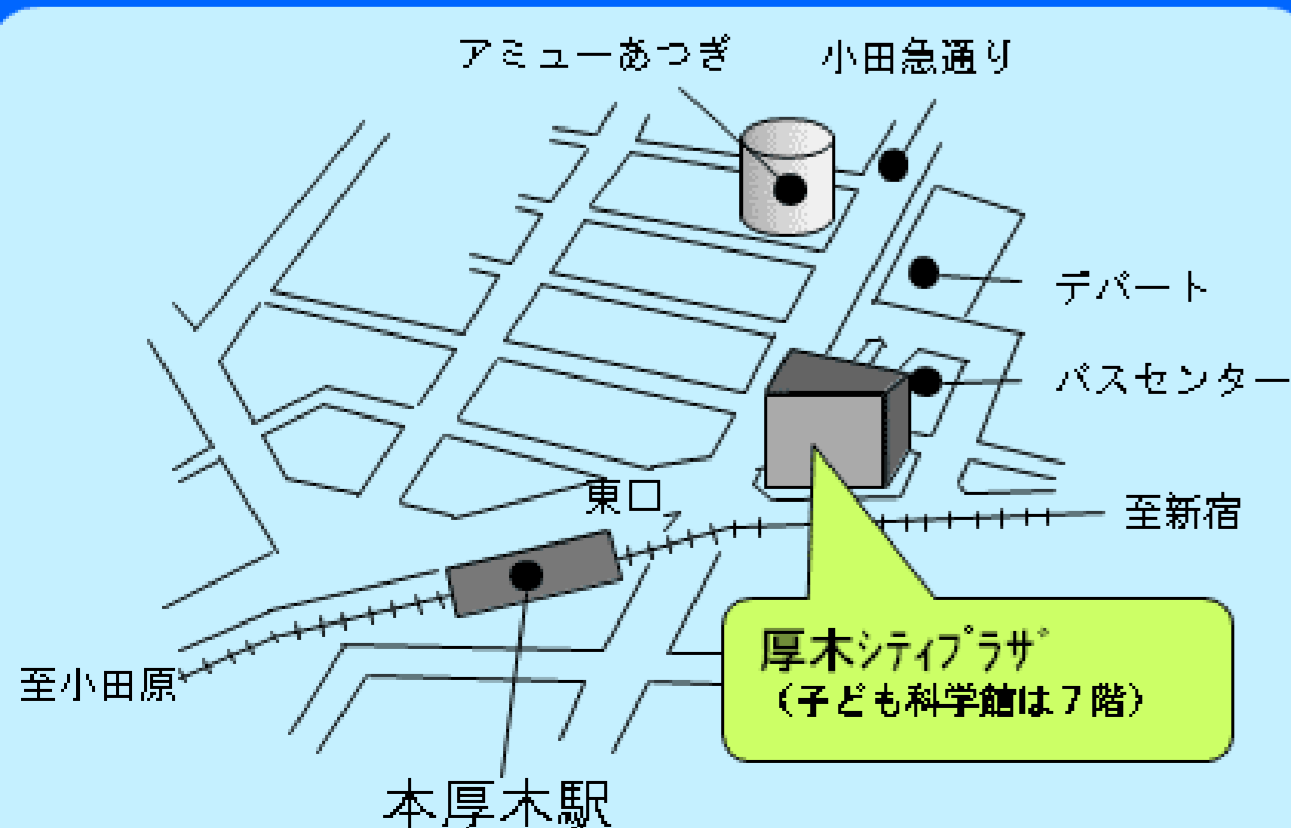 アミューあつぎ
小田急通り
デパート
バスセンター
東口
至新宿
厚木ｼﾃｨﾌﾟﾗｻﾞ
（子ども科学館は７階）
至小田原
本厚木駅